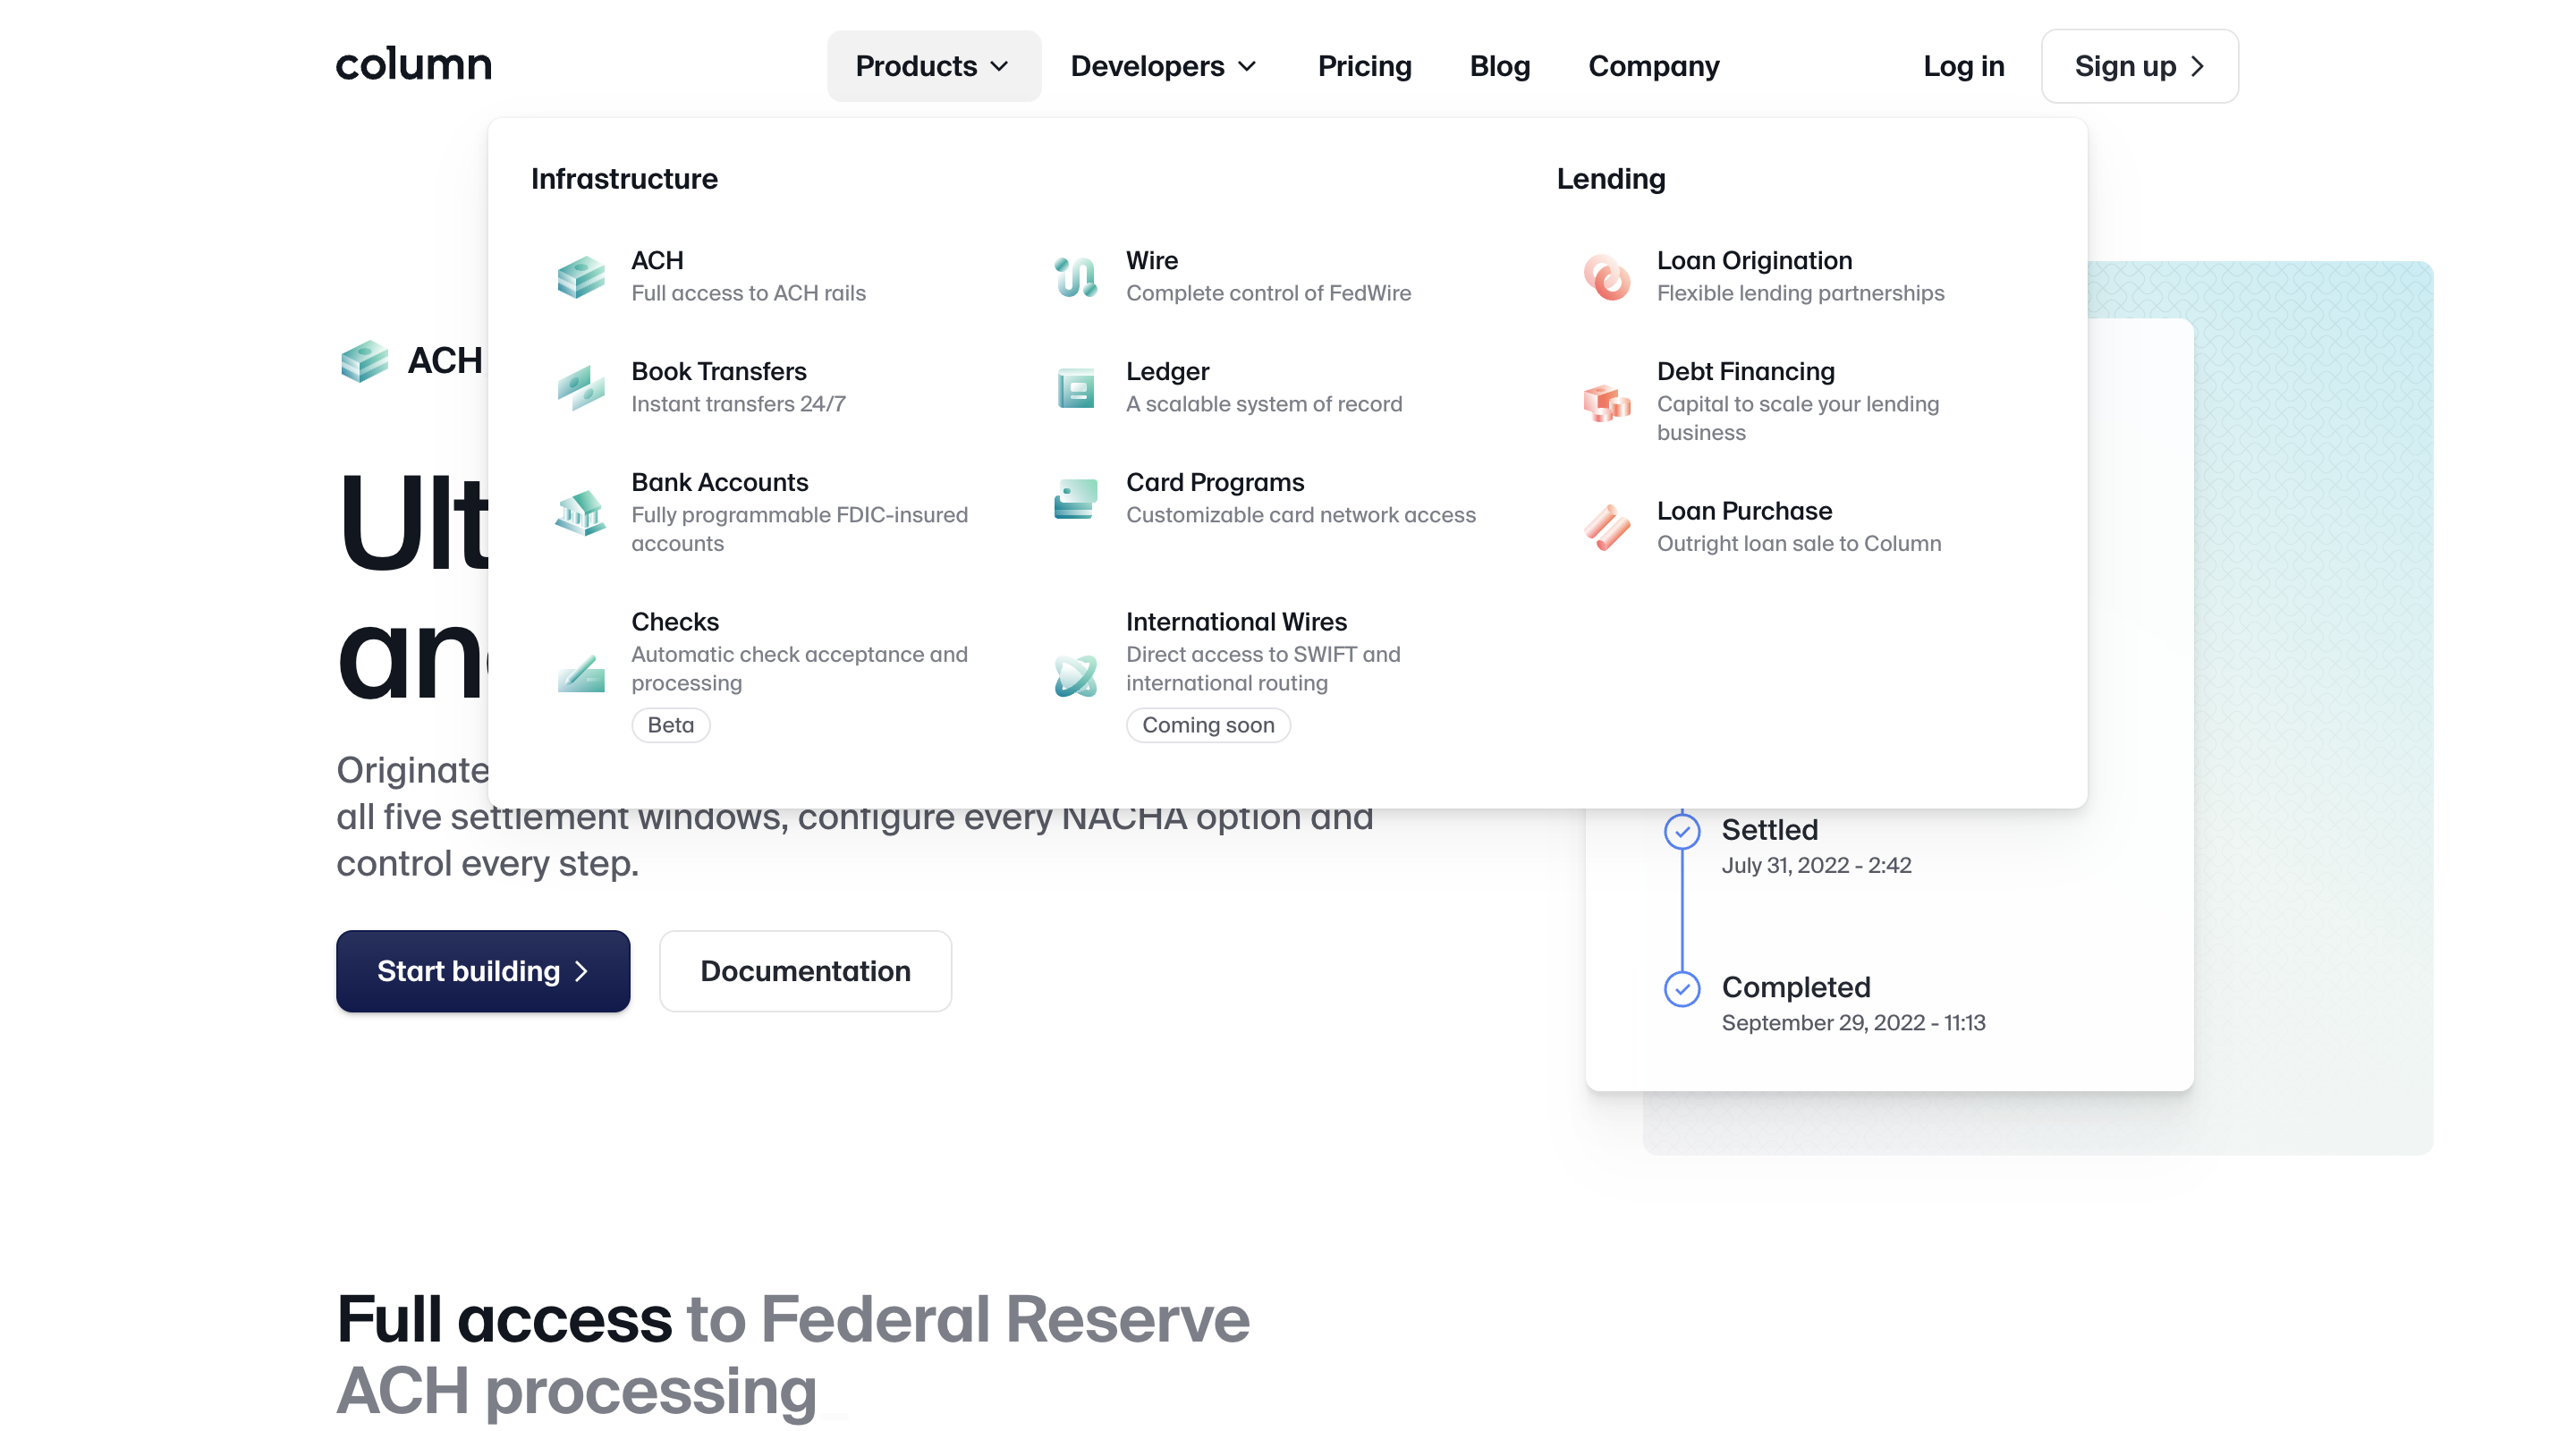 column
Products
Developers
Pricing
Blog
Company
Log in
Sign up
Infrastructure
ACH
Full access to ACH rails
Wire
Complete control of FedWire
Book Transfers
Instant transfers 24/7
Ledger
A scalable system of record
Bank Accounts
Fully programmable FDIC-insured
accounts
Card Programs
Customizable card network access
Checks
Automatic check acceptance and
processing
Beta
International Wires
Direct access to SWIFT and
international routing
Coming soon
Lending
Loan Origination
Flexible lending partnerships
Debt Financing
Capital to scale your lending
business
Loan Purchase
Outright loan sale to Column
ACH
Originate
all five settlement windows, configure every NACHA option and
control every step.
Start building
Documentation
Settled
July 31, 2022 - 2:42
Completed
September 29, 2022 - 11:13
Full access to Federal Reserve
ACH processing